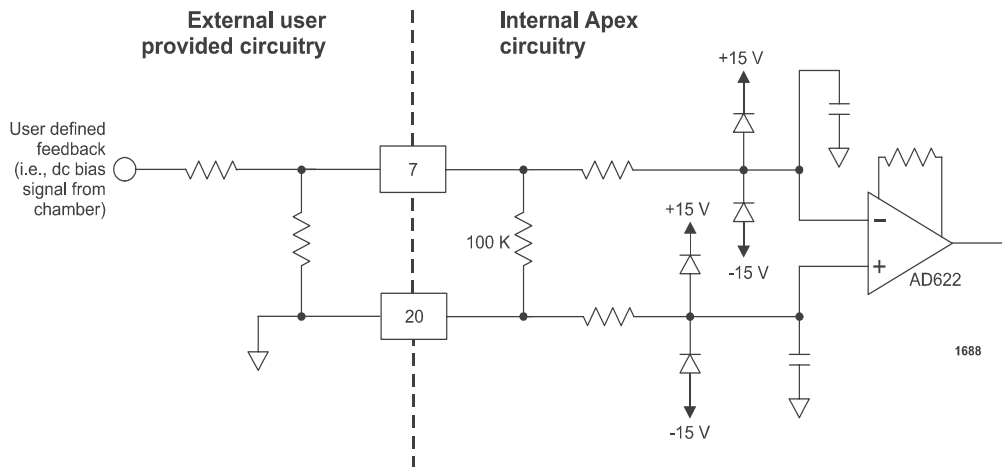 External user
provided circuitry
Internal Apex
circuitry
+15 V
User defined
feedback
(i.e., dc bias
signal from
chamber)
7
+15 V
100 K
-15 V
−
+
AD622
20
1688
-15 V